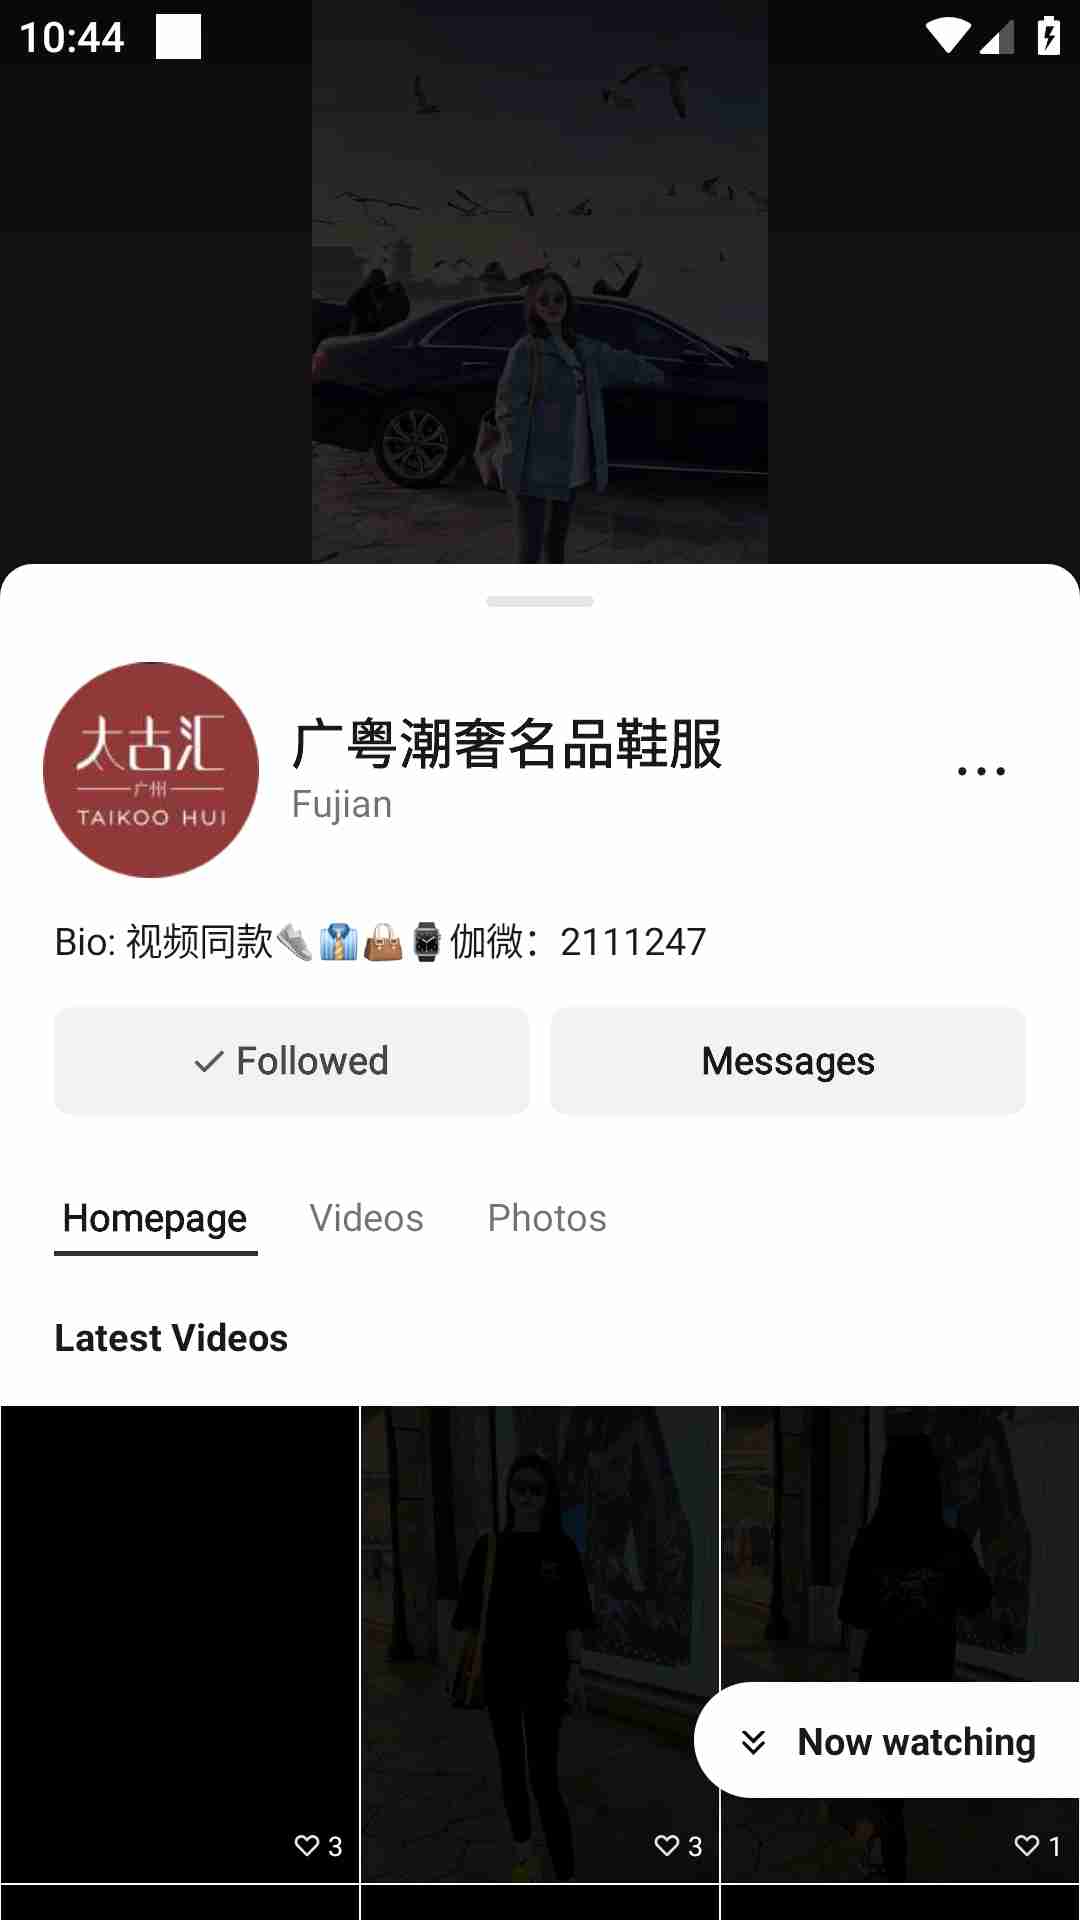 10:44
太古汇
广州
TAIKOO HUI
广粤潮奢名品鞋服
Fujian
Bio: 视频同款👟👔👜⌚伽微：2111247
Followed
Messages
Homepage
Videos
Photos
Latest Videos
Now watching
3
3
1